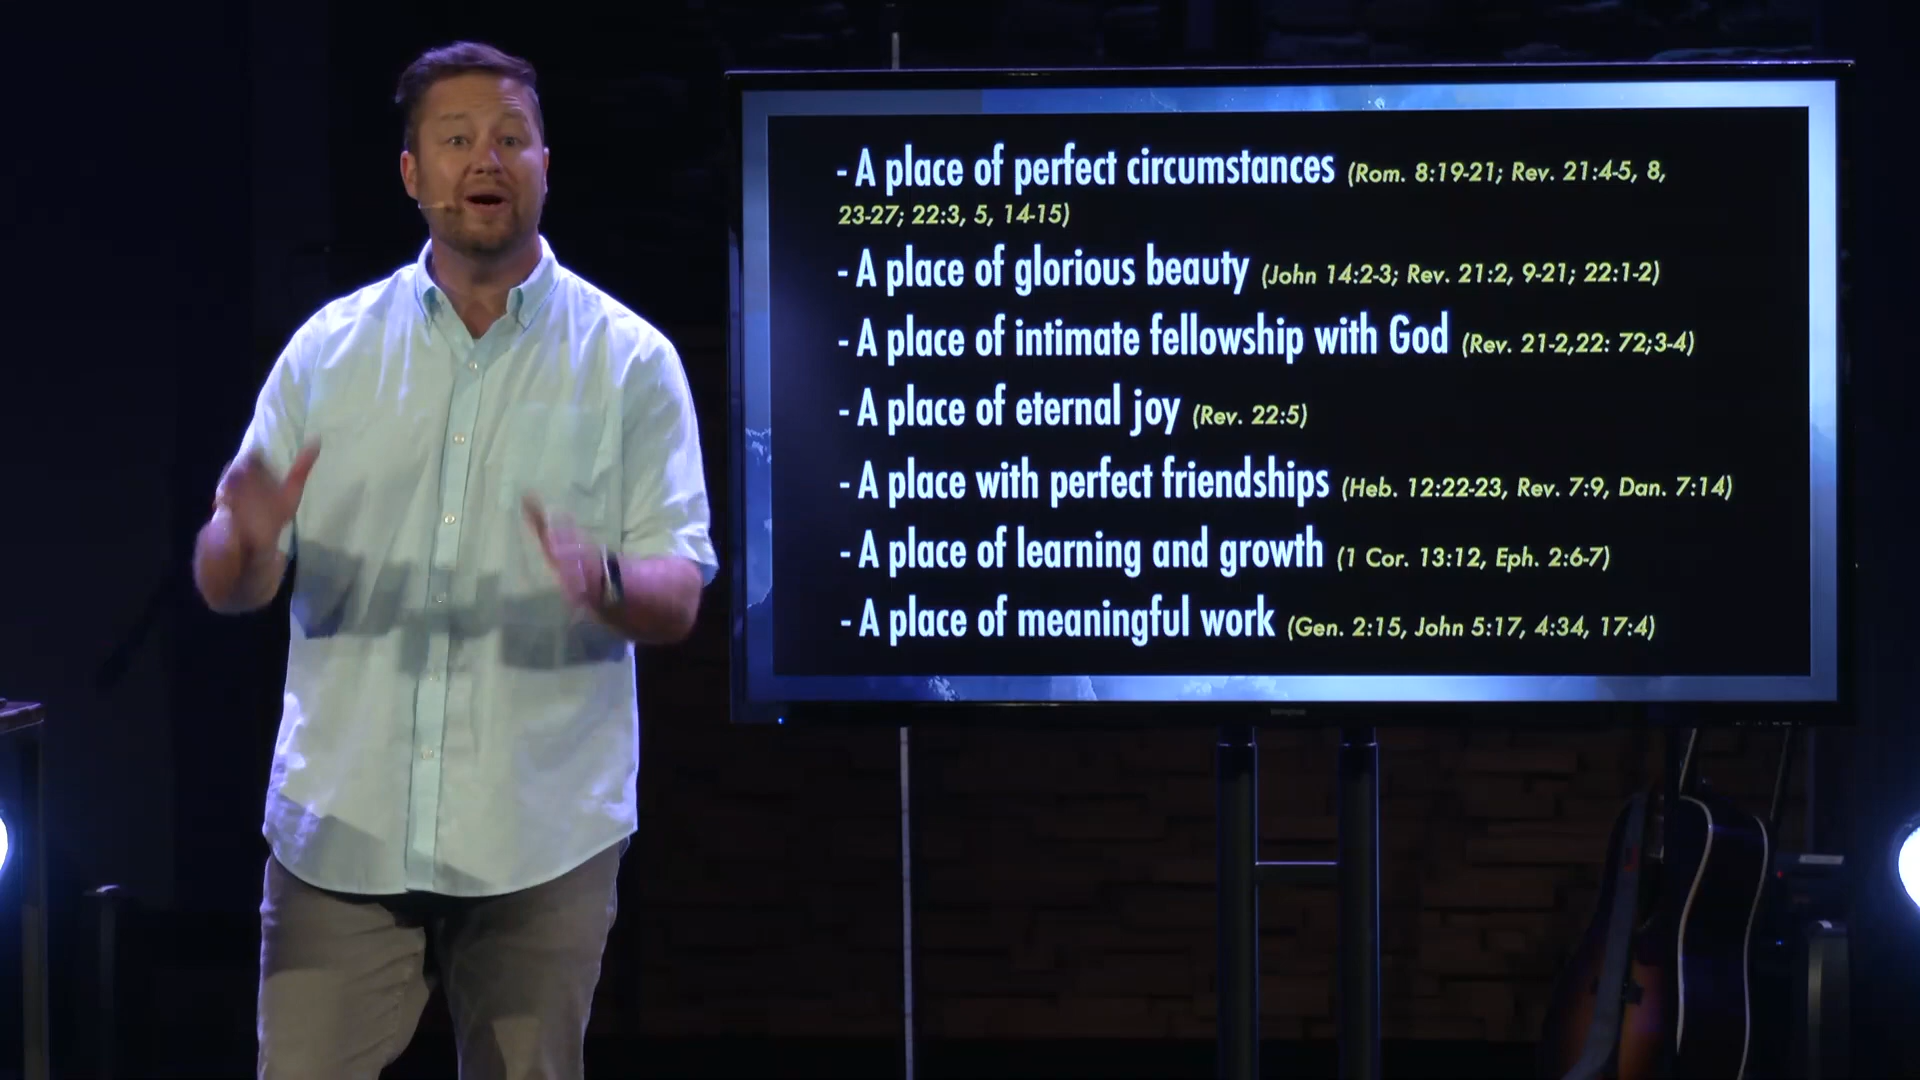 - A place of perfect circumstances (Rom. 8:19-21; Rev. 21:4-5, 8,
23-27; 22:3, 5, 14-15)
- A place of glorious beauty (John 14:2-3; Rev. 21:2, 9-21; 22:1-2)
- A place of intimate fellowship with God (Rev. 21-2,22: 72;3-4)
- A place of eternal joy (Rev. 22:5)
- A place with perfect friendships (Heb. 12:22-23, Rev. 7:9, Dan. 7:14)
- A place of learning and growth (1 Cor. 13:12, Eph. 2:6-7)
- A place of meaningful work (Gen. 2:15, John 5:17, 4:34, 17:4)